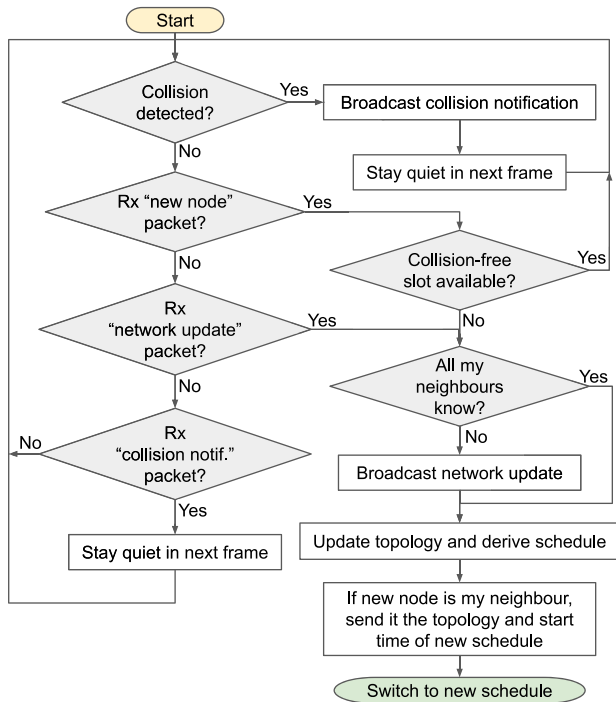 Start
Collision
detected?
Yes
Broadcast collision notification
No
Stay quiet in next frame
Rx “new node”
packet?
Yes
Collision-free
slot available?
Yes
No
No
Rx
“network update”
packet?
Yes
All my
neighbours
know?
Yes
No
No
Rx
“collision notif.”
packet?
No
Broadcast network update
Yes
Stay quiet in next frame
Update topology and derive schedule
If new node is my neighbour,
send it the topology and start
time of new schedule
Switch to new schedule